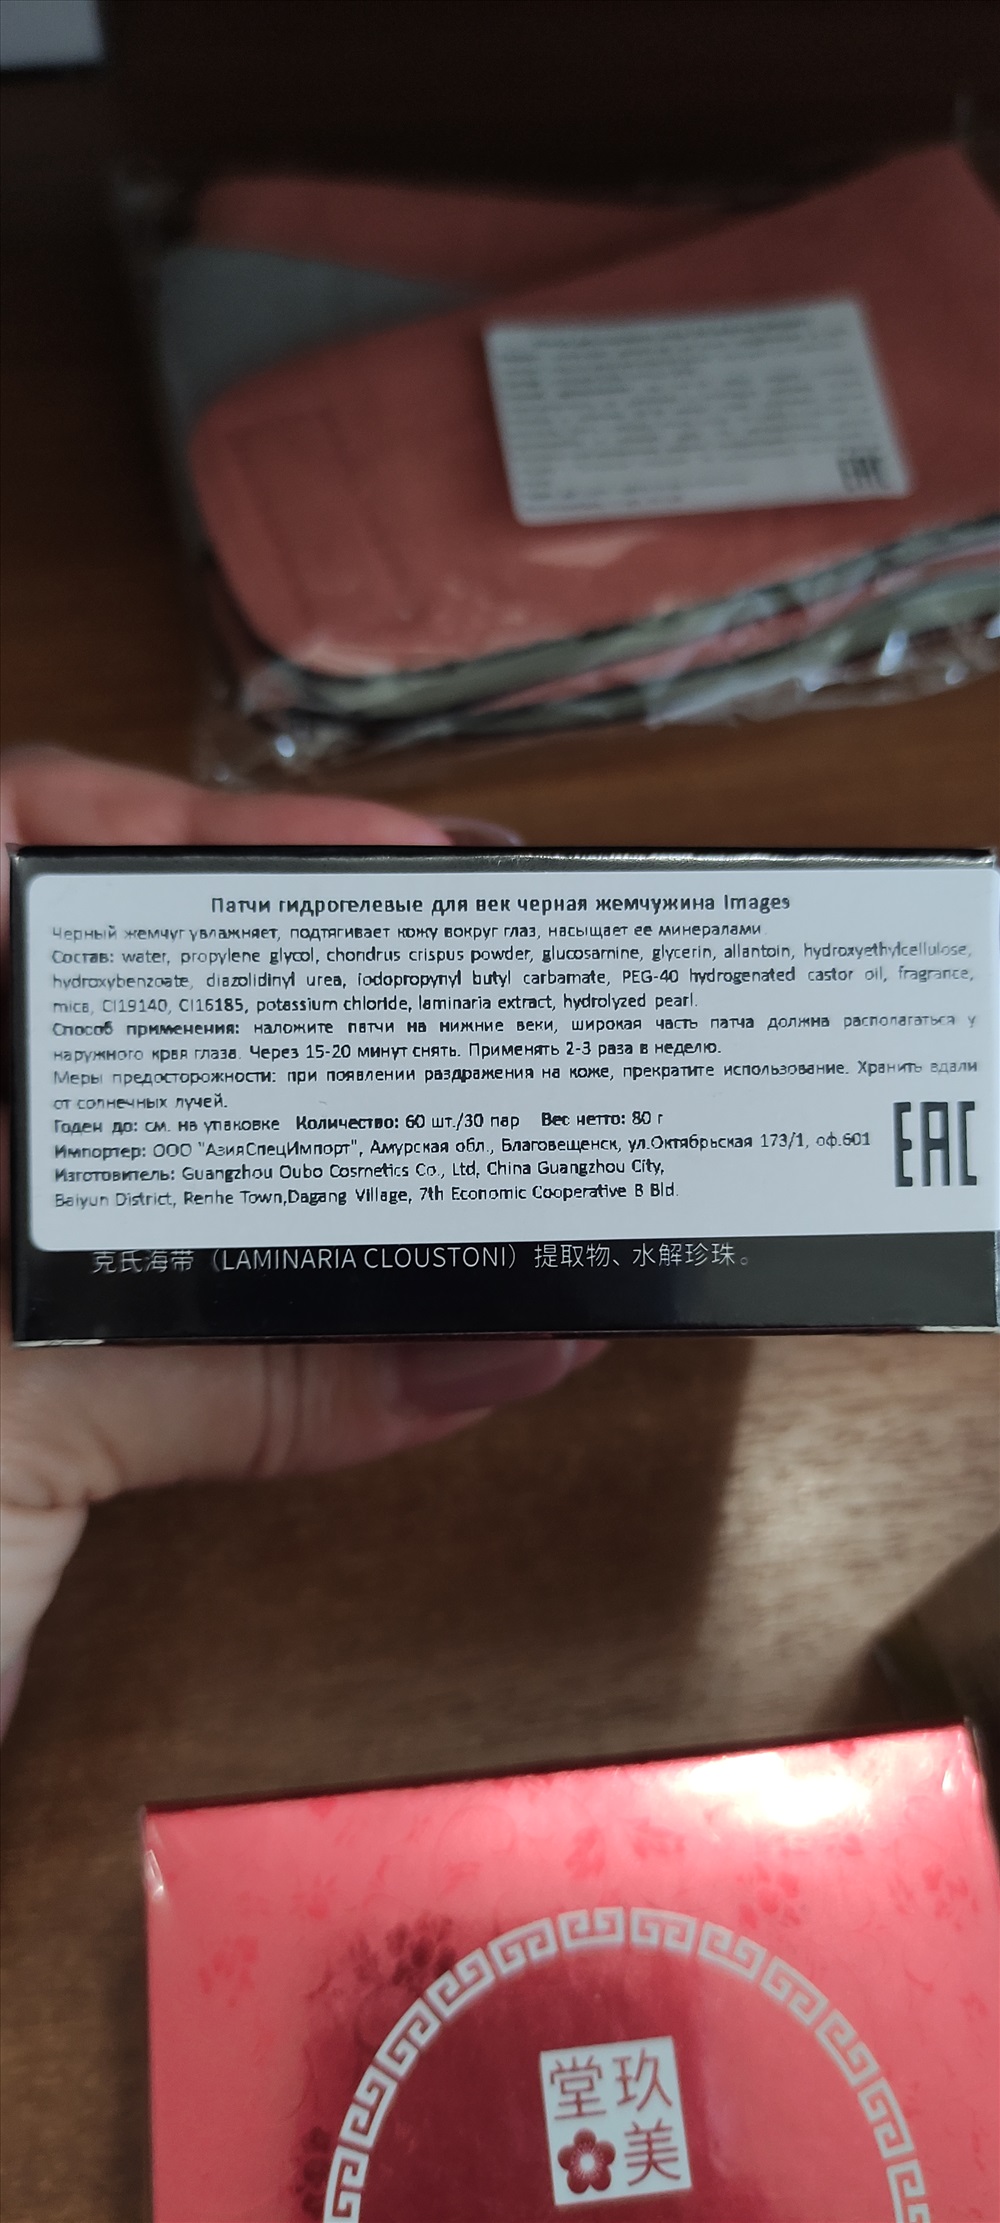 EAC
Патчи гидрогелевые для век черная жемчужина Images
Черный жемчуг увлажняет, подтягивает кожу вокруг глаз, насыщает ее минералами.
Состав: water, propylene glycol, chondrus crispus powder, glucosamine, glycerin, allantoin, hydroxyethylcellulose,
hydroxybenzoate, diazolidinyl urea, iodopropynyl butyl carbamate, PEG-40 hydrogenated castor oil, fragrance,
mica, CI19140, CI16185, potassium chloride, laminaria extract, hydrolyzed pearl.
Способ применения: наложите патчи на нижние веки, широкая часть патча должна располагаться у
наружного края глаза. Через 15-20 минут снять. Применять 2-3 раза в неделю.
Меры предосторожности: при появлении раздражения на коже, прекратите использование. Хранить вдали
от солнечных лучей.
Годен до: см. на упаковке Количество: 60 шт./30 пар Вес нетто: 80 г
Импортер: ООО "АзияСпецИмпорт", Амурская обл., Благовещенск, ул.Октябрьская 173/1, оф.601
Изготовитель: Guangzhou Oubo Cosmetics Co., Ltd, China Guangzhou City,
Baiyun District, Renhe Town,Dagang Village, 7th Economic Cooperative B Bld.
EAC
克氏海带（LAMINARIA CLOUSTONI）提取物、水解珍珠。
堂玖
美